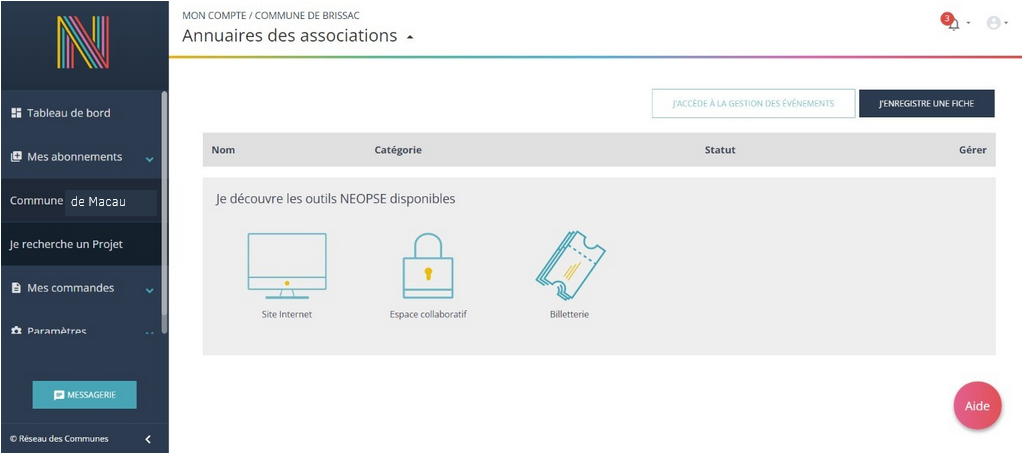 MON COMPTE / COMMUNE DE BRISSAC
Annuaires des associations
3
Tableau de bord
Mes abonnements
Commune de Macau
Je recherche un Projet
Mes commandes
Paramètres
MESSAGERIE
© Réseau des Communes
J'ACCÈDE À LA GESTION DES ÉVÉNEMENTS
J'ENREGISTRE UNE FICHE
Nom Catégorie Statut Gérer
Je découvre les outils NEOPSE disponibles
Site Internet Espace collaboratif Billetterie
Aide